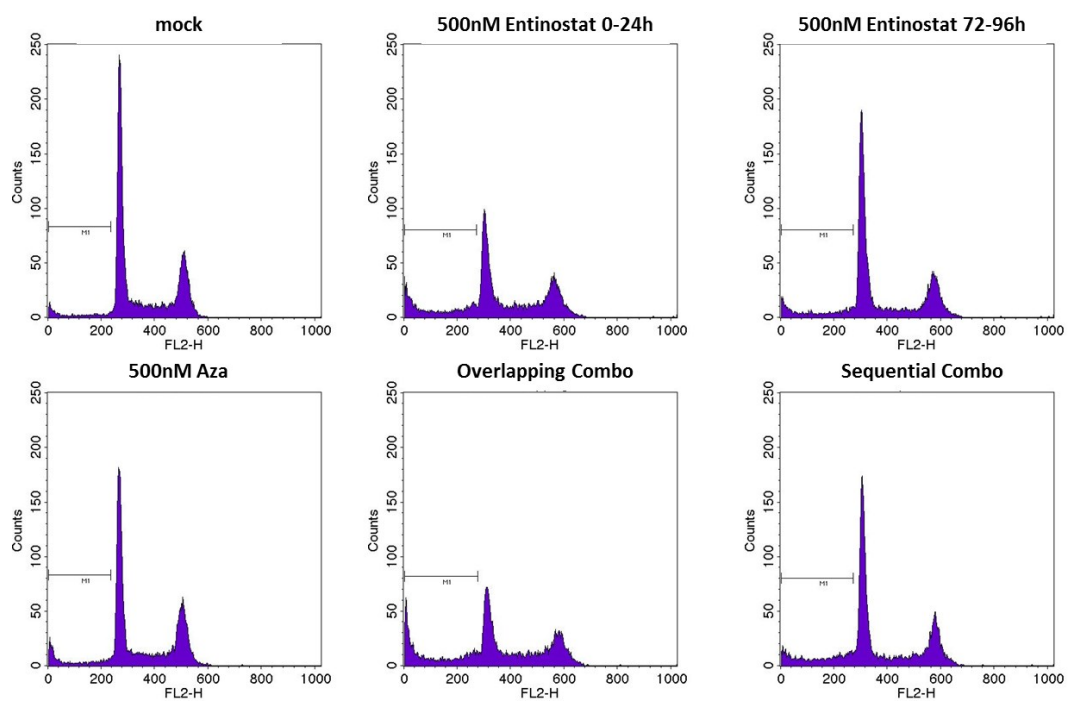 mock
500nM Entinostat 0-24h
500nM Entinostat 72-96h
250
200
150
100
50
0
Counts
M1
0 200 400 600 800 1000
FL2-H
250
200
150
100
50
0
Counts
M1
0 200 400 600 800 1000
FL2-H
250
200
150
100
50
0
Counts
M1
0 200 400 600 800 1000
FL2-H
500nM Aza
Overlapping Combo
Sequential Combo
250
200
150
100
50
0
Counts
M1
0 200 400 600 800 1000
FL2-H
250
200
150
100
50
0
Counts
M1
0 200 400 600 800 1000
FL2-H
250
200
150
100
50
0
Counts
M1
0 200 400 600 800 1000
FL2-H